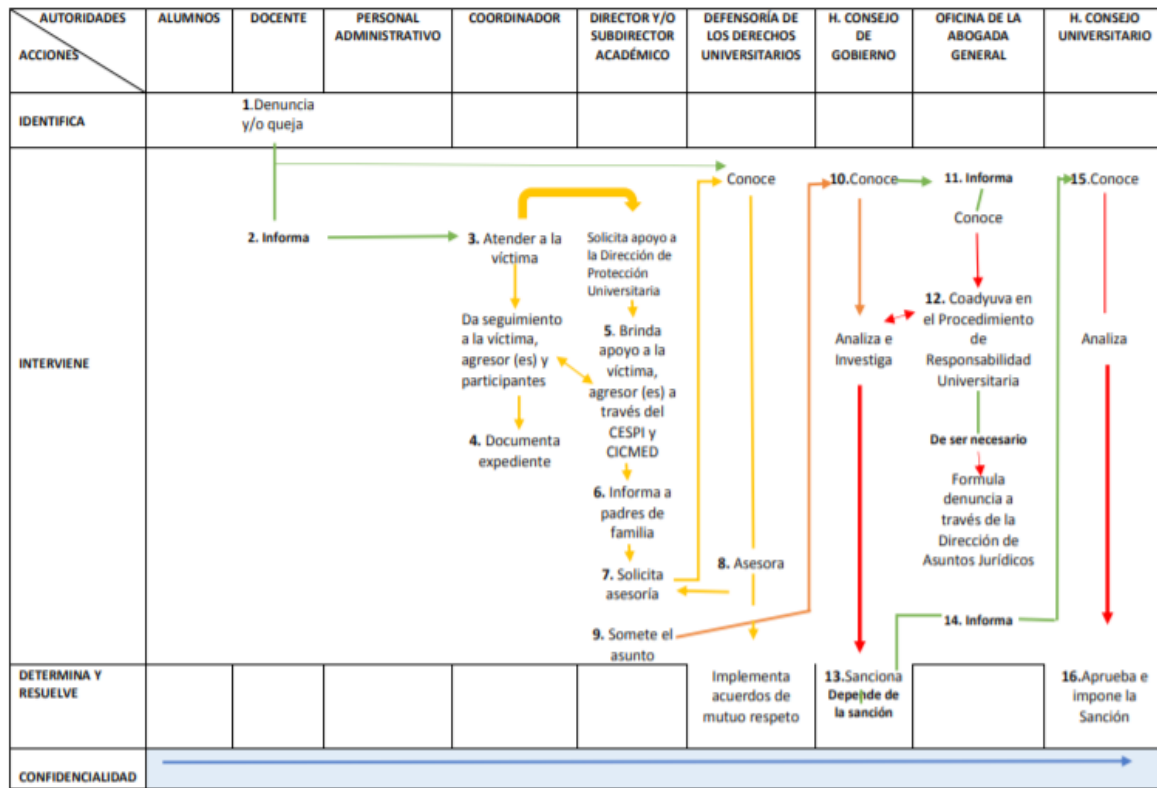 AUTORIDADES
ACCIONES
ALUMNOS
DOCENTE
PERSONAL
ADMINISTRATIVO
COORDINADOR
DIRECTOR Y/O
SUBDIRECTOR
ACADÉMICO
DEFENSORÍA DE
LOS DERECHOS
UNIVERSITARIOS
H. CONSEJO
DE
GOBIERNO
OFICINA DE LA
ABOGADA
GENERAL
H. CONSEJO
UNIVERSITARIO
IDENTIFICA
1.Denuncia
y/o queja
INTERVIENE
2. Informa
3. Atender a la
víctima
Da seguimiento
a la víctima,
agresor (es) y
participantes
4. Documenta
expediente
Solicita apoyo a
la Dirección de
Protección
Universitaria
5. Brinda
apoyo a la
víctima,
agresor (es) a
través del
CESPI y
CICMED
6. Informa a
padres de
familia
7. Solicita
asesoría
9. Somete el
asunto
Conoce
8. Asesora
10.Conoce
Analiza e
Investiga
11. Informa
Conoce
12. Coadyuva en
el Procedimiento
de
Responsabilidad
Universitaria
De ser necesario
Formula
denuncia a
través de la
Dirección de
Asuntos Jurídicos
14. Informa
15.Conoce
Analiza
DETERMINA Y
RESUELVE
Implementa
acuerdos de
mutuo respeto
13.Sanciona
Depende de
la sanción
16.Aprueba e
impone la
Sanción
CONFIDENCIALIDAD